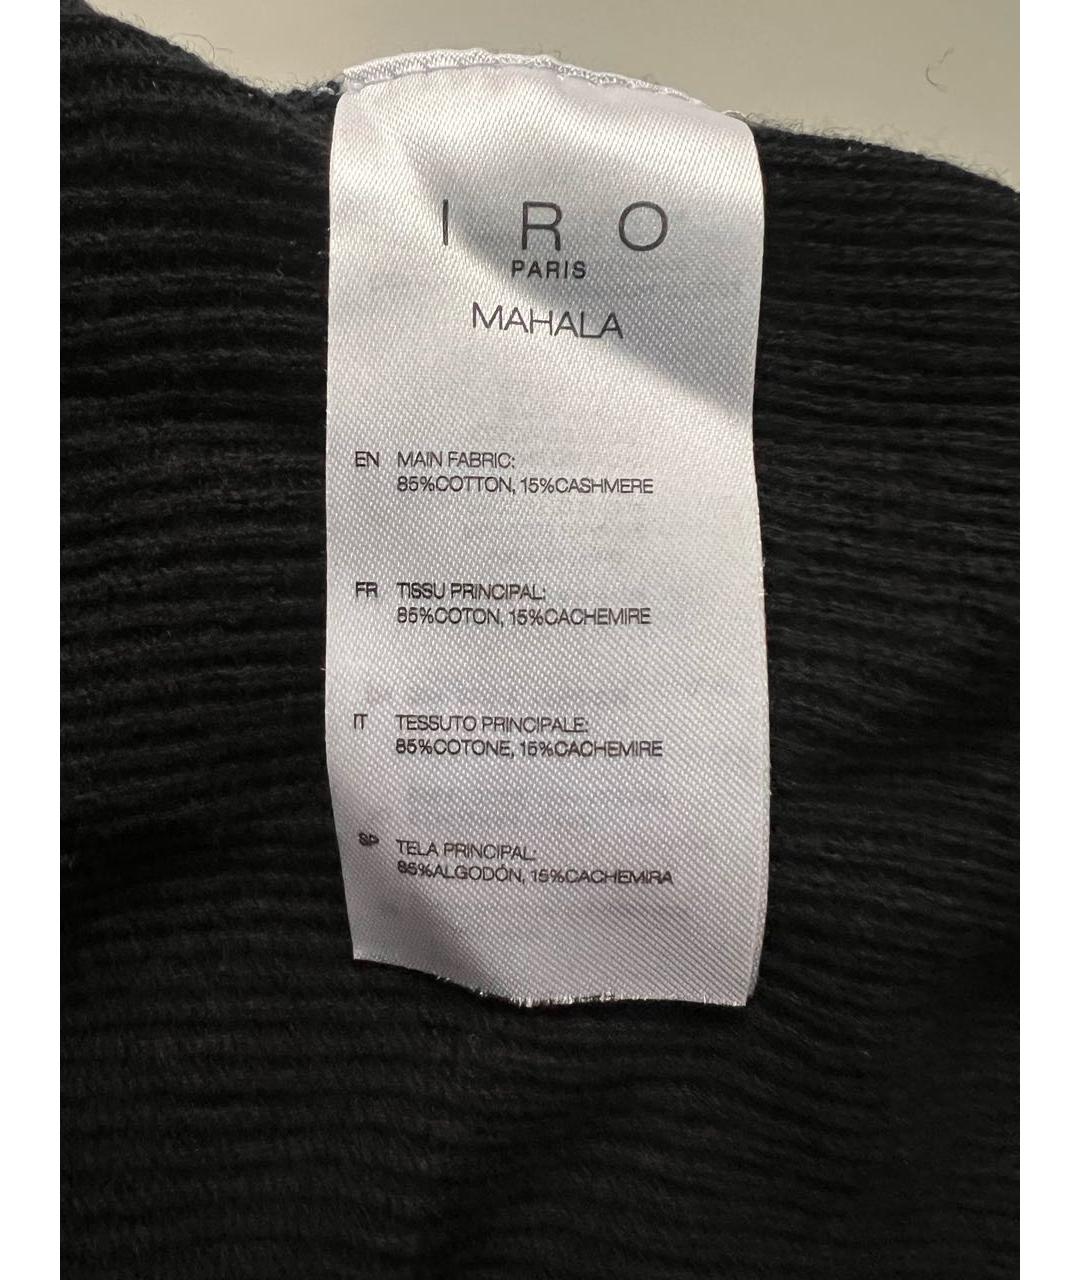 I R O
PARIS
MAHALA
EN MAIN FABRIC:
85%COTTON, 15%CASHMERE
FR TISSU PRINCIPAL:
85%COTON, 15%CACHEMIRE
IT TESSUTO PRINCIPALE:
85%COTONE, 15%CACHEMIRE
SP TELA PRINCIPAL:
85%ALGODÓN, 15%CACHEMIRA